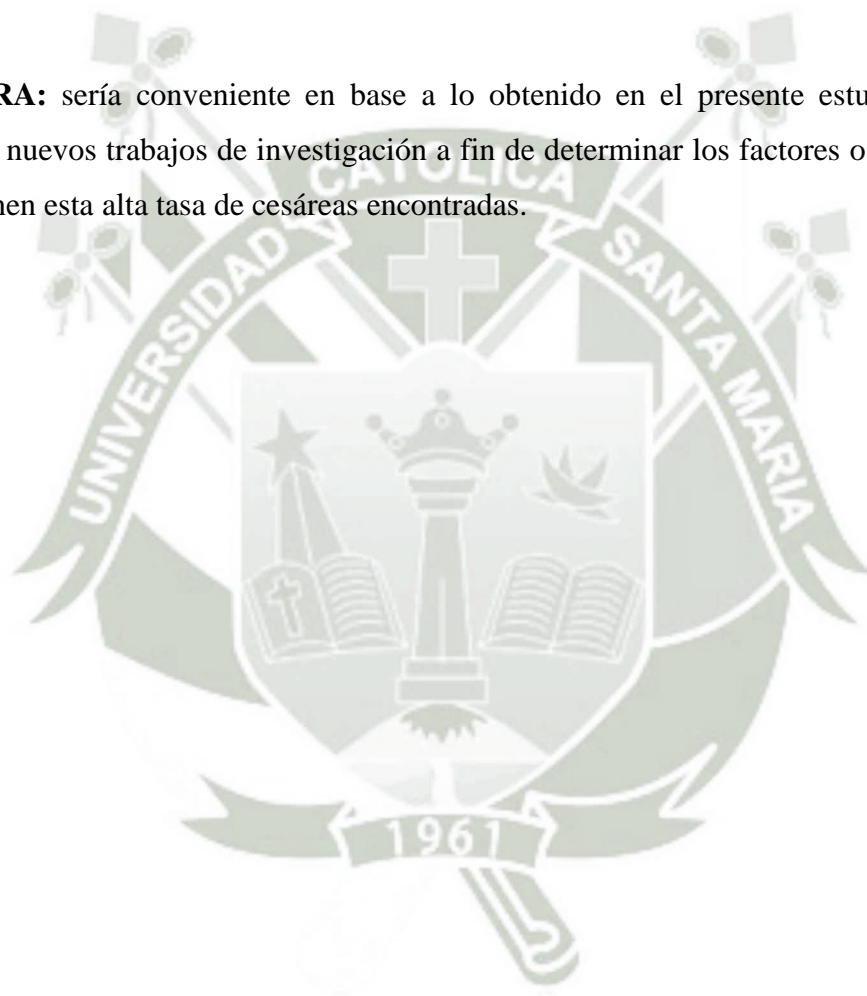 RA: sería conveniente en base a lo obtenido en el presente estu
nuevos trabajos de investigación a fin de determinar los factores o
nen esta alta tasa de cesáreas encontradas.
UNIVERSIDAD CATOLICA SANTA MARIA
1961